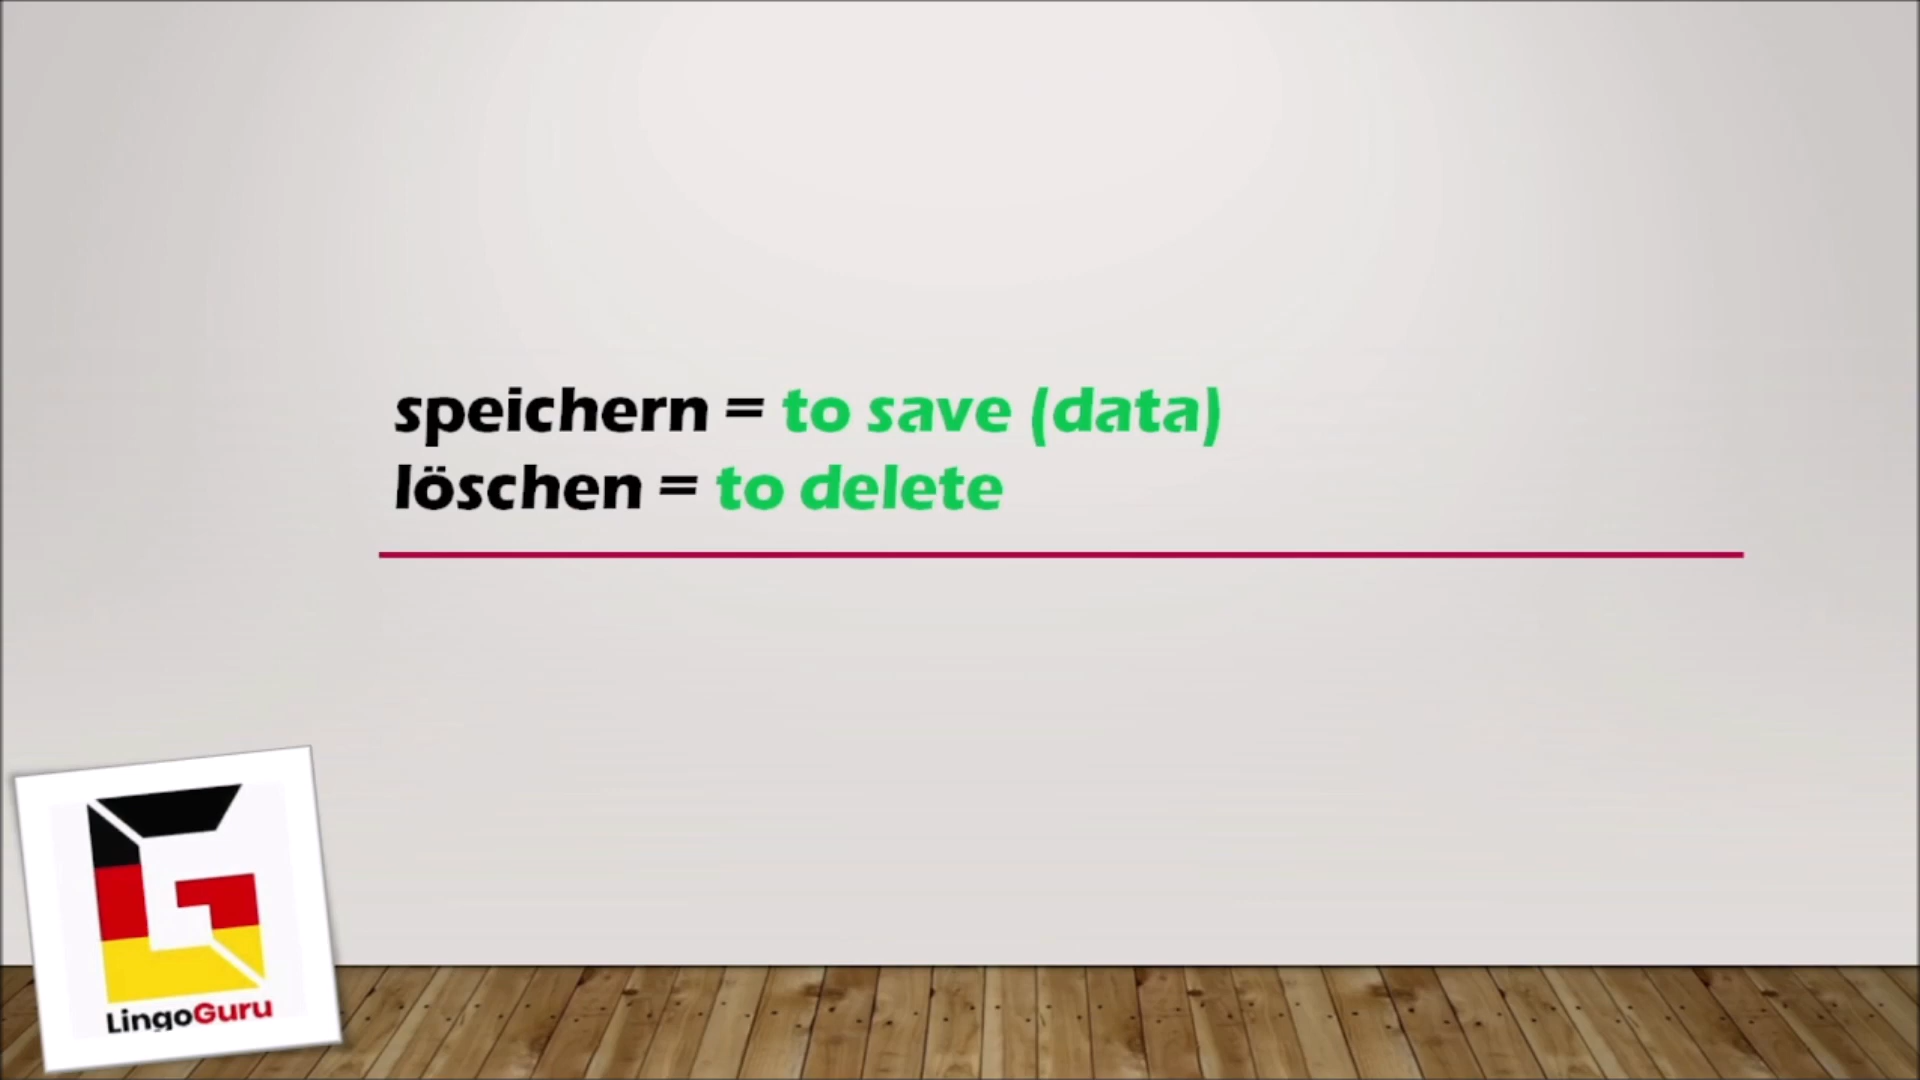 speichern = to save (data)
löschen = to delete
LingoGuru